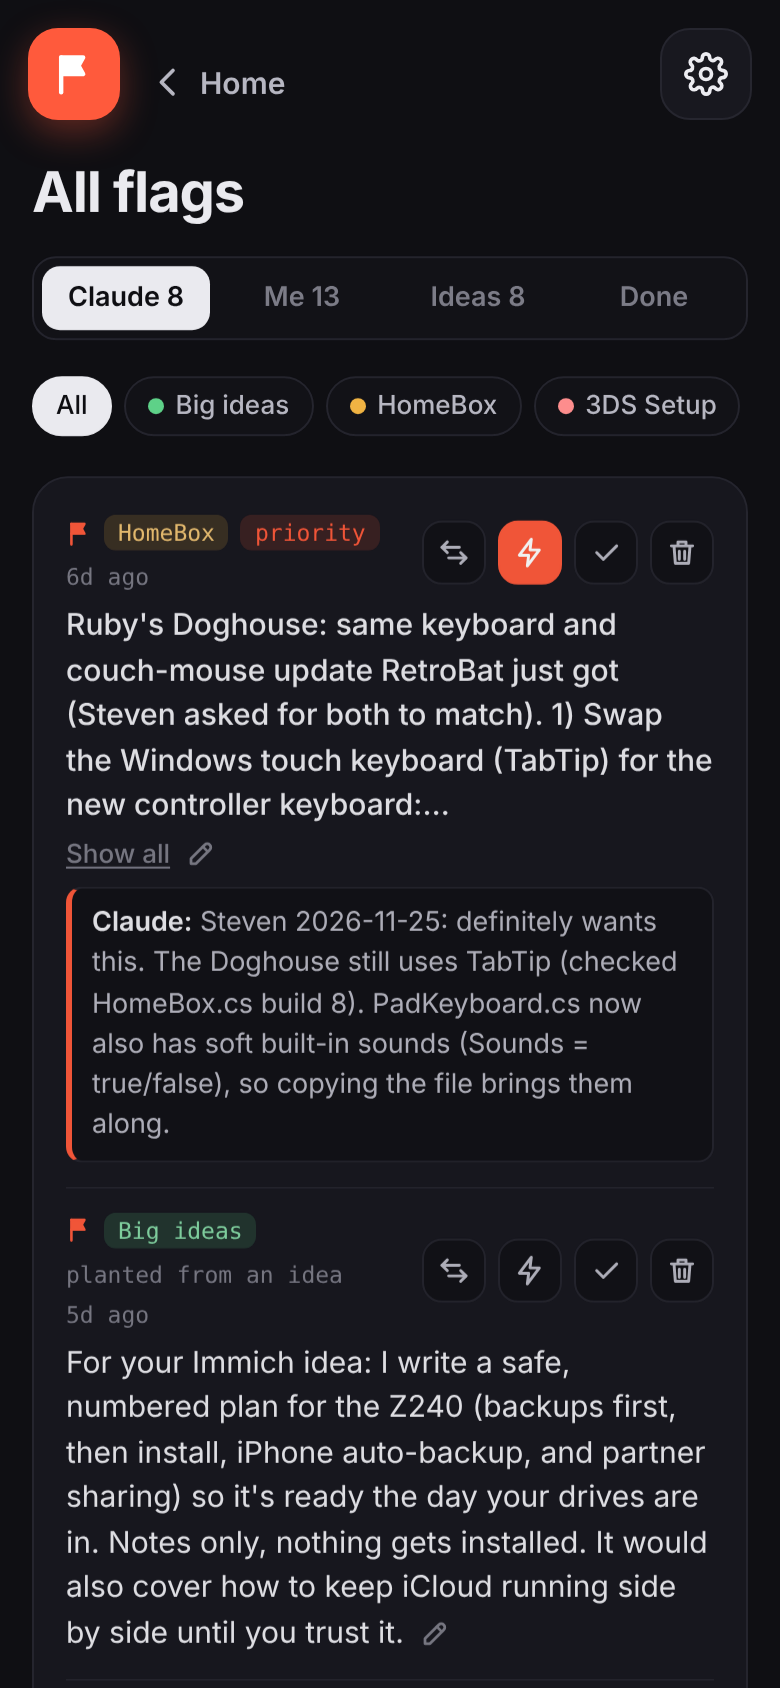 Home
All flags
Claude 8
Me 13
Ideas 8
Done
All
Big ideas
HomeBox
3DS Setup
HomeBox
priority
6d ago
Ruby's Doghouse: same keyboard and
couch-mouse update RetroBat just got
(Steven asked for both to match). 1) Swap
the Windows touch keyboard (TabTip) for the
new controller keyboard:...
Show all
Claude: Steven 2026-11-25: definitely wants
this. The Doghouse still uses TabTip (checked
HomeBox.cs build 8). PadKeyboard.cs now
also has soft built-in sounds (Sounds =
true/false), so copying the file brings them
along.
Big ideas
planted from an idea
5d ago
For your Immich idea: I write a safe,
numbered plan for the Z240 (backups first,
then install, iPhone auto-backup, and partner
sharing) so it's ready the day your drives are
in. Notes only, nothing gets installed. It would
also cover how to keep iCloud running side
by side until you trust it.